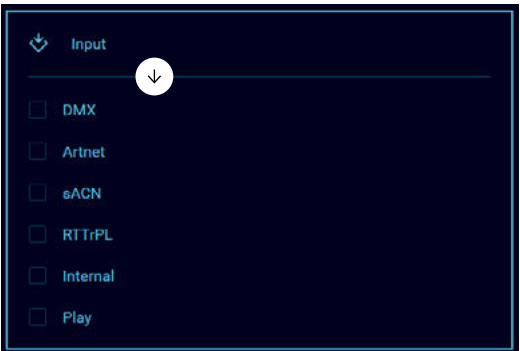 Input
DMX
Artnet
sACN
RTTrPL
Internal
Play